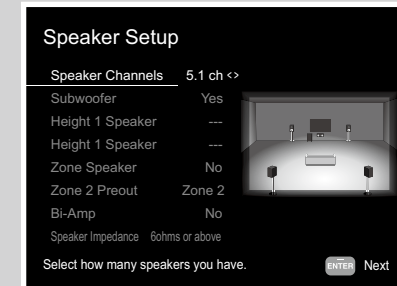 Speaker Setup
Speaker Channels 5.1 ch <>
Subwoofer Yes
Height 1 Speaker ---
Height 1 Speaker ---
Zone Speaker No
Zone 2 Preout Zone 2
Bi-Amp No
Speaker Impedance 6ohms or above
Select how many speakers you have.
ENTER Next